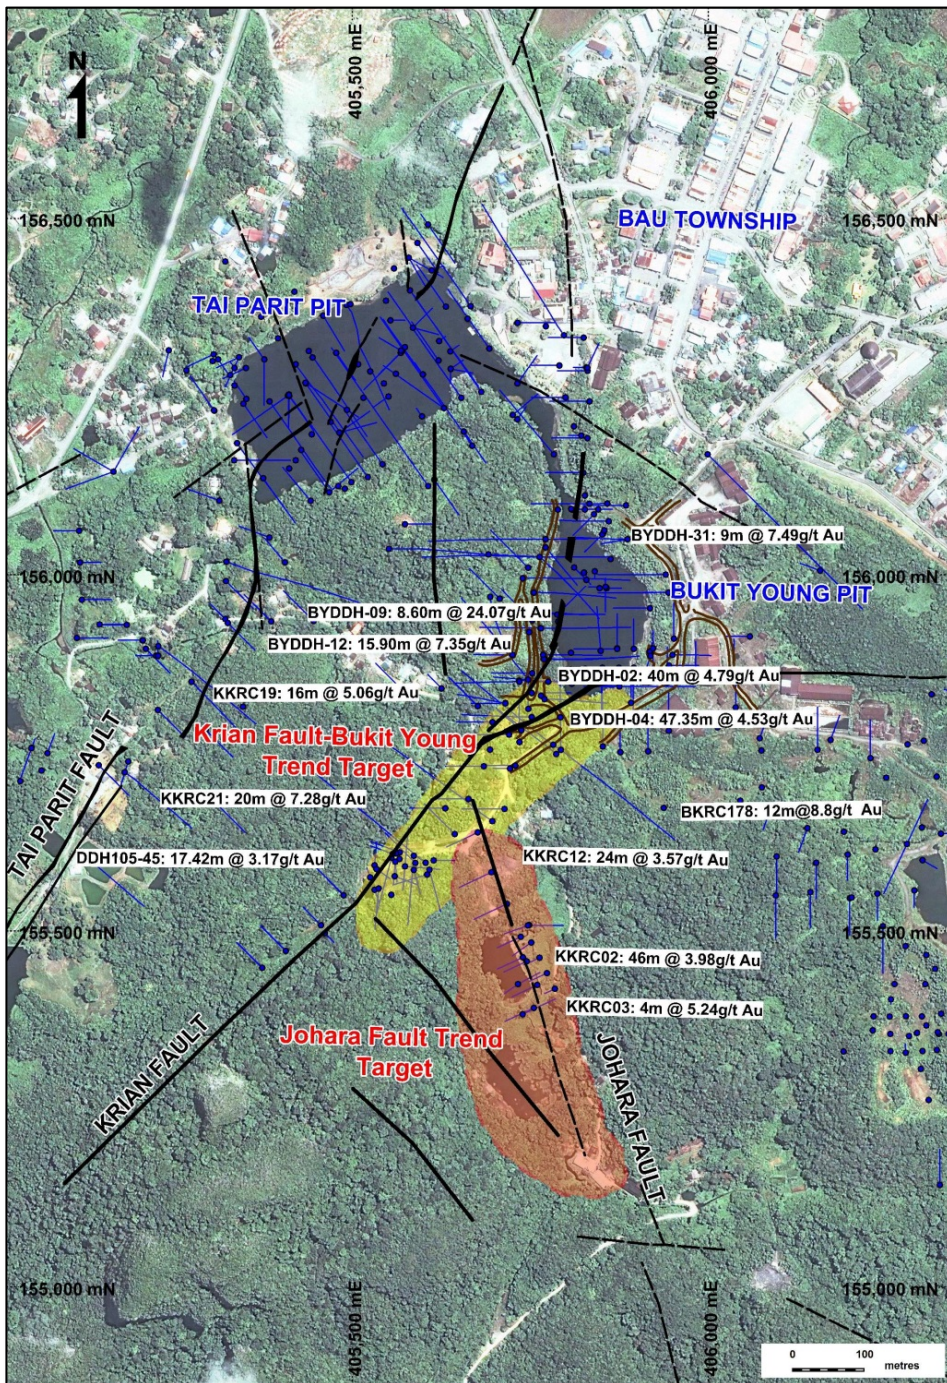 N
405,500 mE
406,000 mE
156,500 mN
BAU TOWNSHIP
156,500 mN
TAI PARIT PIT
BYDDH-31: 9m @ 7.49g/t Au
156,000 mN
156,000 mN
BUKIT YOUNG PIT
BYDDH-09: 8.60m @ 24.07g/t Au
BYDDH-12: 15.90m @ 7.35g/t Au
BYDDH-02: 40m @ 4.79g/t Au
KKRC19: 16m @ 5.06g/t Au
BYDDH-04: 47.35m @ 4.53g/t Au
Krian Fault-Bukit Young
Trend Target
TAI PARIT FAULT
KKRC21: 20m @ 7.28g/t Au
BKRC178: 12m@8.8g/t Au
DDH105-45: 17.42m @ 3.17g/t Au
KKRC12: 24m @ 3.57g/t Au
155,500 mN
155,500 mN
KKRC02: 46m @ 3.98g/t Au
KKRC03: 4m @ 5.24g/t Au
Johara Fault Trend
Target
KRIAN FAULT
JOHARA FAULT
155,000 mN
155,000 mN
405,500 mE
406,000 mE
0 100
metres